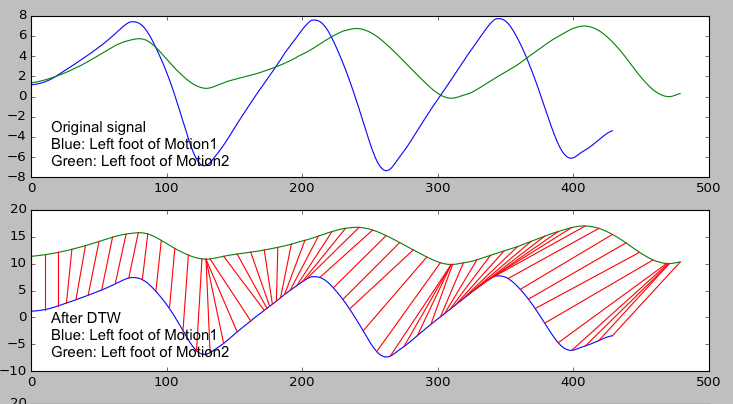 8
6
4
2
0
−2
−4
−6
−8
Original signal
Blue: Left foot of Motion1
Green: Left foot of Motion2
0 100 200 300 400 500
20
15
10
5
0
−5
−10
After DTW
Blue: Left foot of Motion1
Green: Left foot of Motion2
0 100 200 300 400 500
20